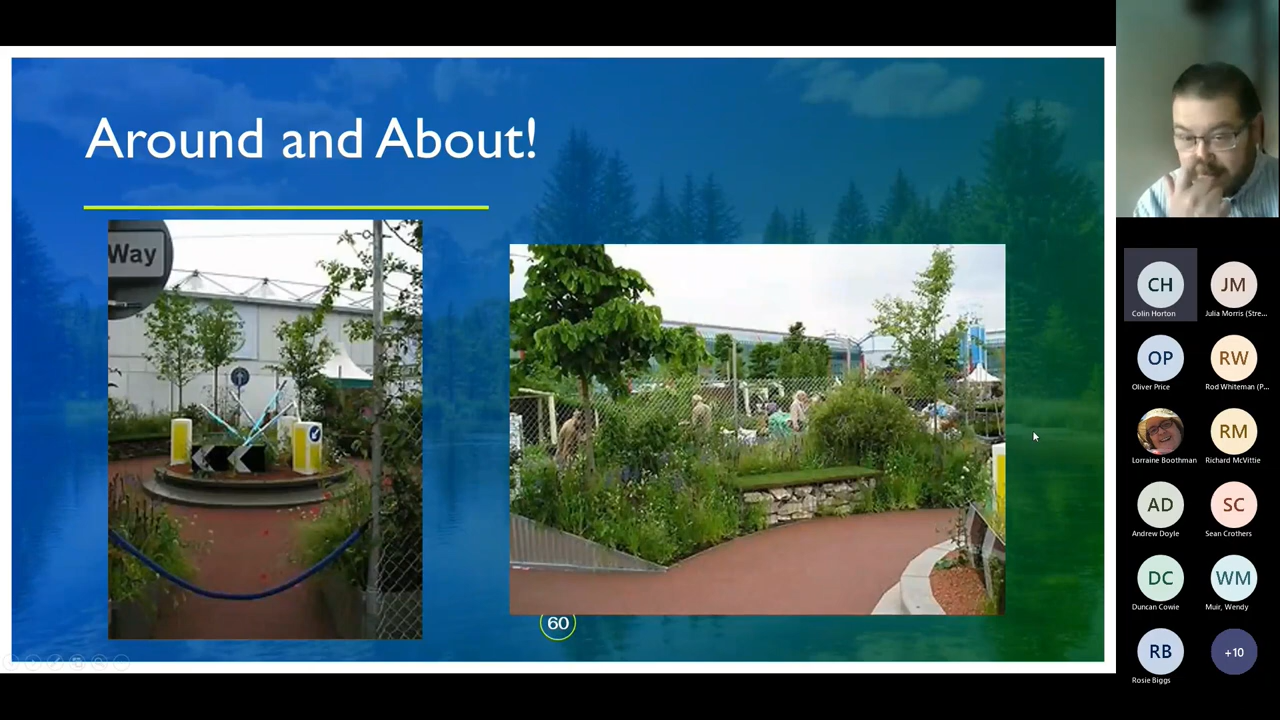 Around and About!
Way
60
CH
Colin Horton
JM
Julia Morris (Stre...
OP
Oliver Price
RW
Rod Whiteman (P...
Lorraine Boothman
RM
Richard McVittie
AD
Andrew Doyle
SC
Sean Crothers
DC
Duncan Cowie
WM
Muir, Wendy
RB
Rosie Biggs
+10